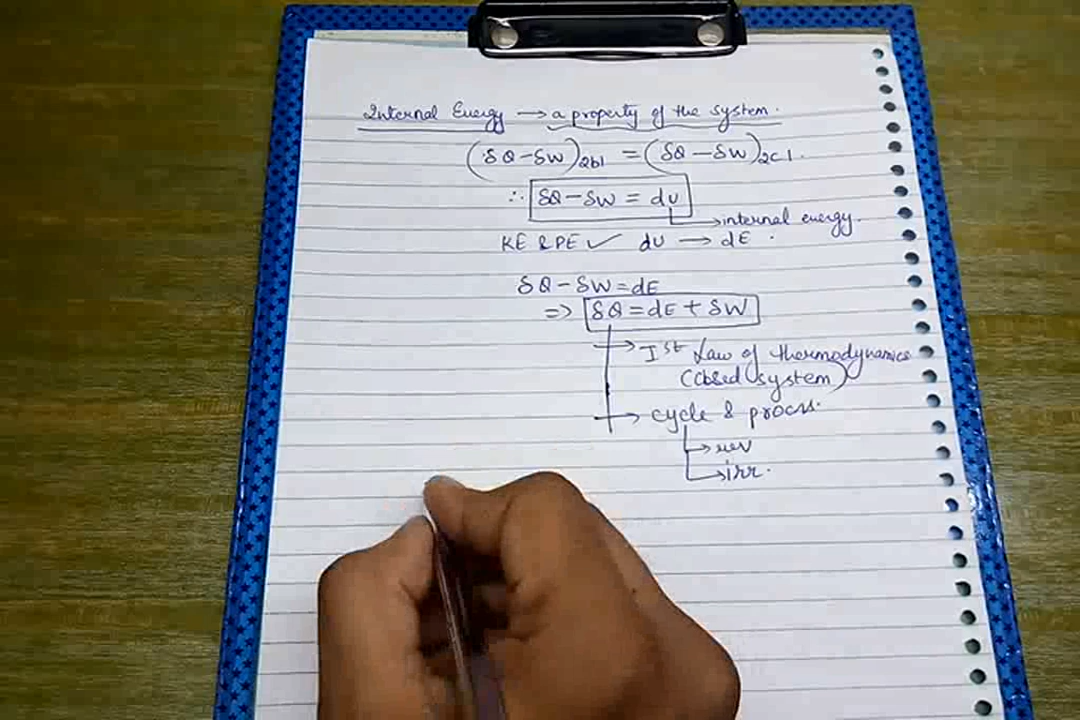 Internal Energy → a property of the system.
(δQ - δW)2b1 = (δQ - δW)2c1.
∴ δQ - δW = dU
→ internal energy.
KE & PE ✓ dU → dE.
δQ - δW = dE
=> δQ = dE + δW
→ Ist Law of thermodynamics
(closed system)
→ cycle & process.
→ rev
→ irr.